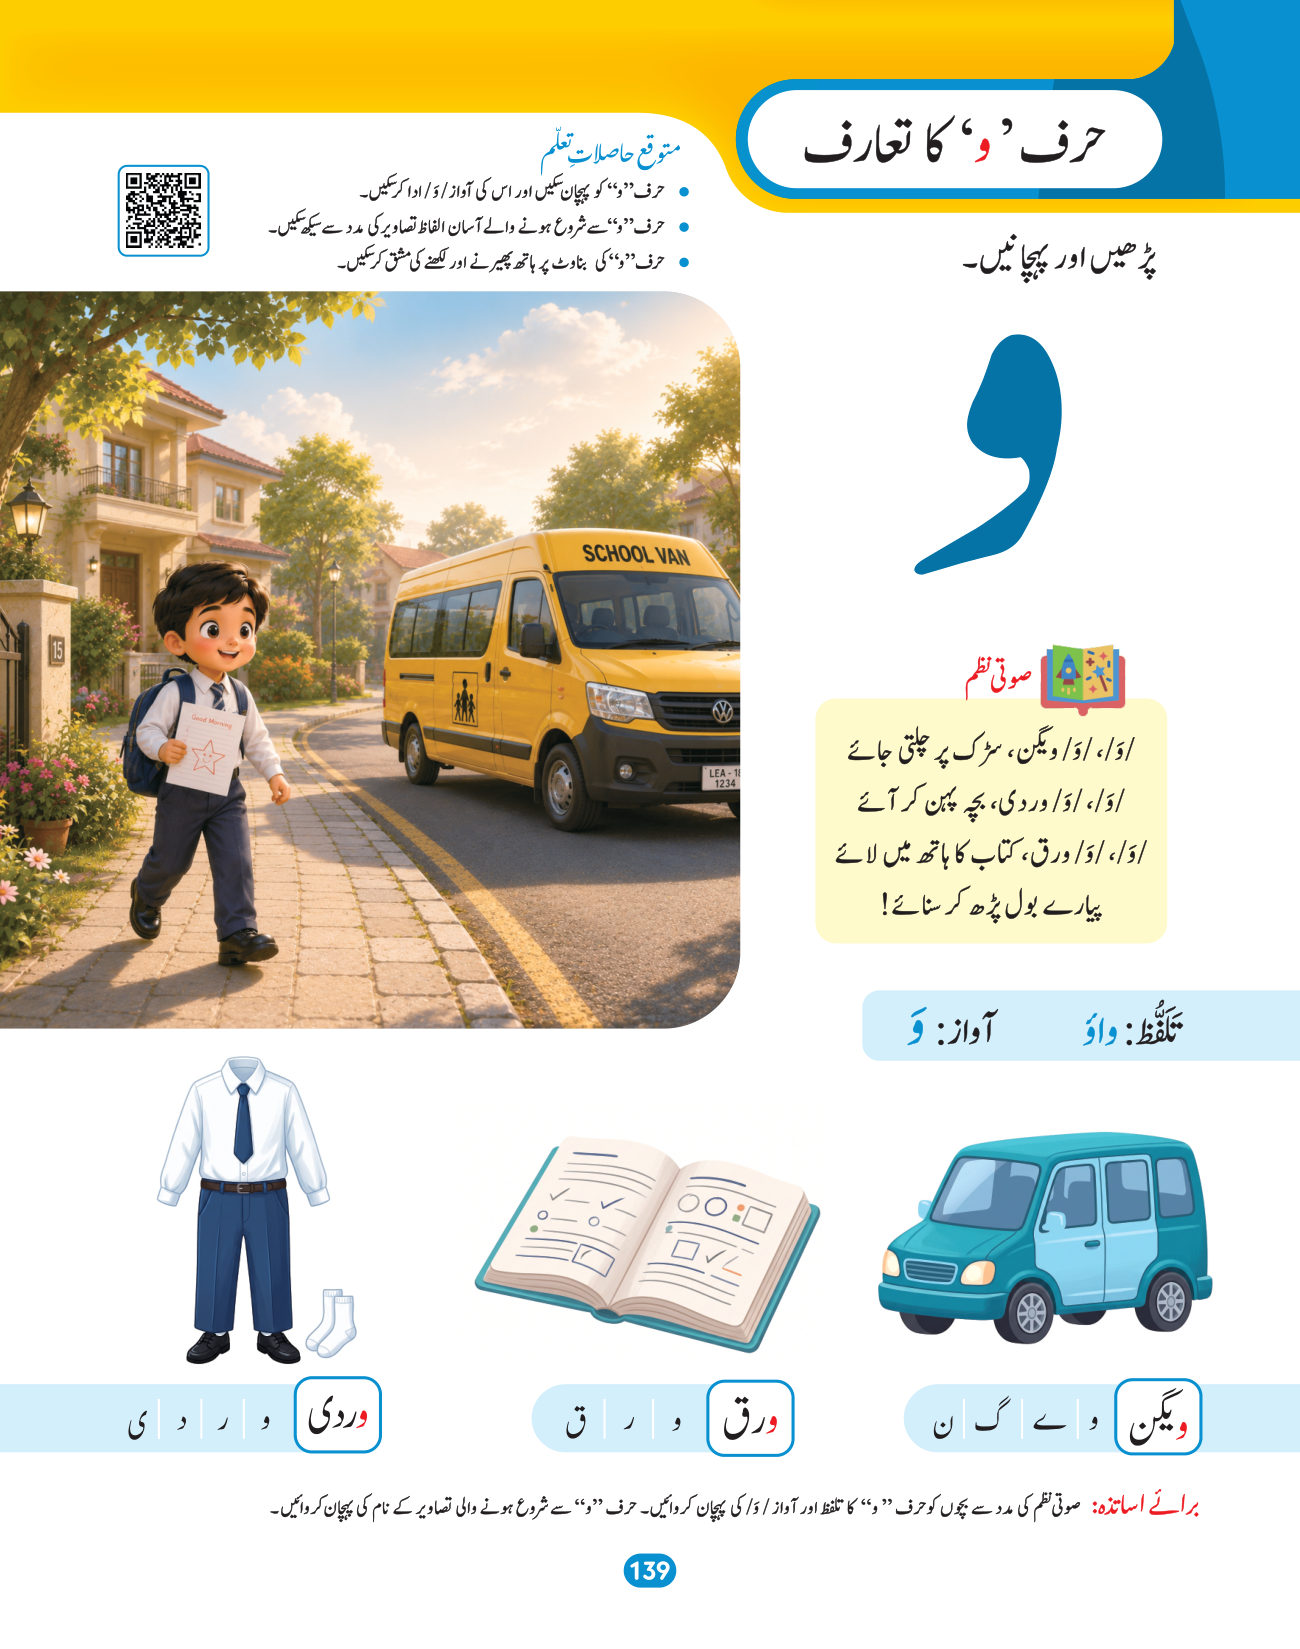 حرف ’و‘ کا تعارف
متوقع حاصلاتِ تعلّم
حرف ”و“ کو پہچان سکیں اور اس کی آواز /وَ/ ادا کرسکیں۔
حرف ”و“ سے شروع ہونے والے آسان الفاظ تصاویر کی مدد سے سیکھ سکیں۔
حرف ”و“ کی بناوٹ پر ہاتھ پھیرنے اور لکھنے کی مشق کرسکیں۔
پڑھیں اور پہچانیں۔
و
SCHOOL VAN
15
Good Morning
LEA - 18
1234
صوتی نظم
/وَ/، /وَ/ ویگن، سڑک پر چلتی جائے
/وَ/، /وَ/ وردی، بچہ پہن کر آئے
/وَ/، /وَ/ ورق، کتاب کا ہاتھ میں لائے
پیارے بول پڑھ کر سنائے!
تَلَفُّظ: واؤ آواز: وَ
ویگن و ے گ ن
ورق و ر ق
وردی و ر د ی
برائے اساتذہ: صوتی نظم کی مدد سے بچوں کو حرف ”و“ کا تلفظ اور آواز /وَ/ کی پہچان کروائیں۔ حرف ”و“ سے شروع ہونے والی تصاویر کے نام کی پہچان کروائیں۔
139